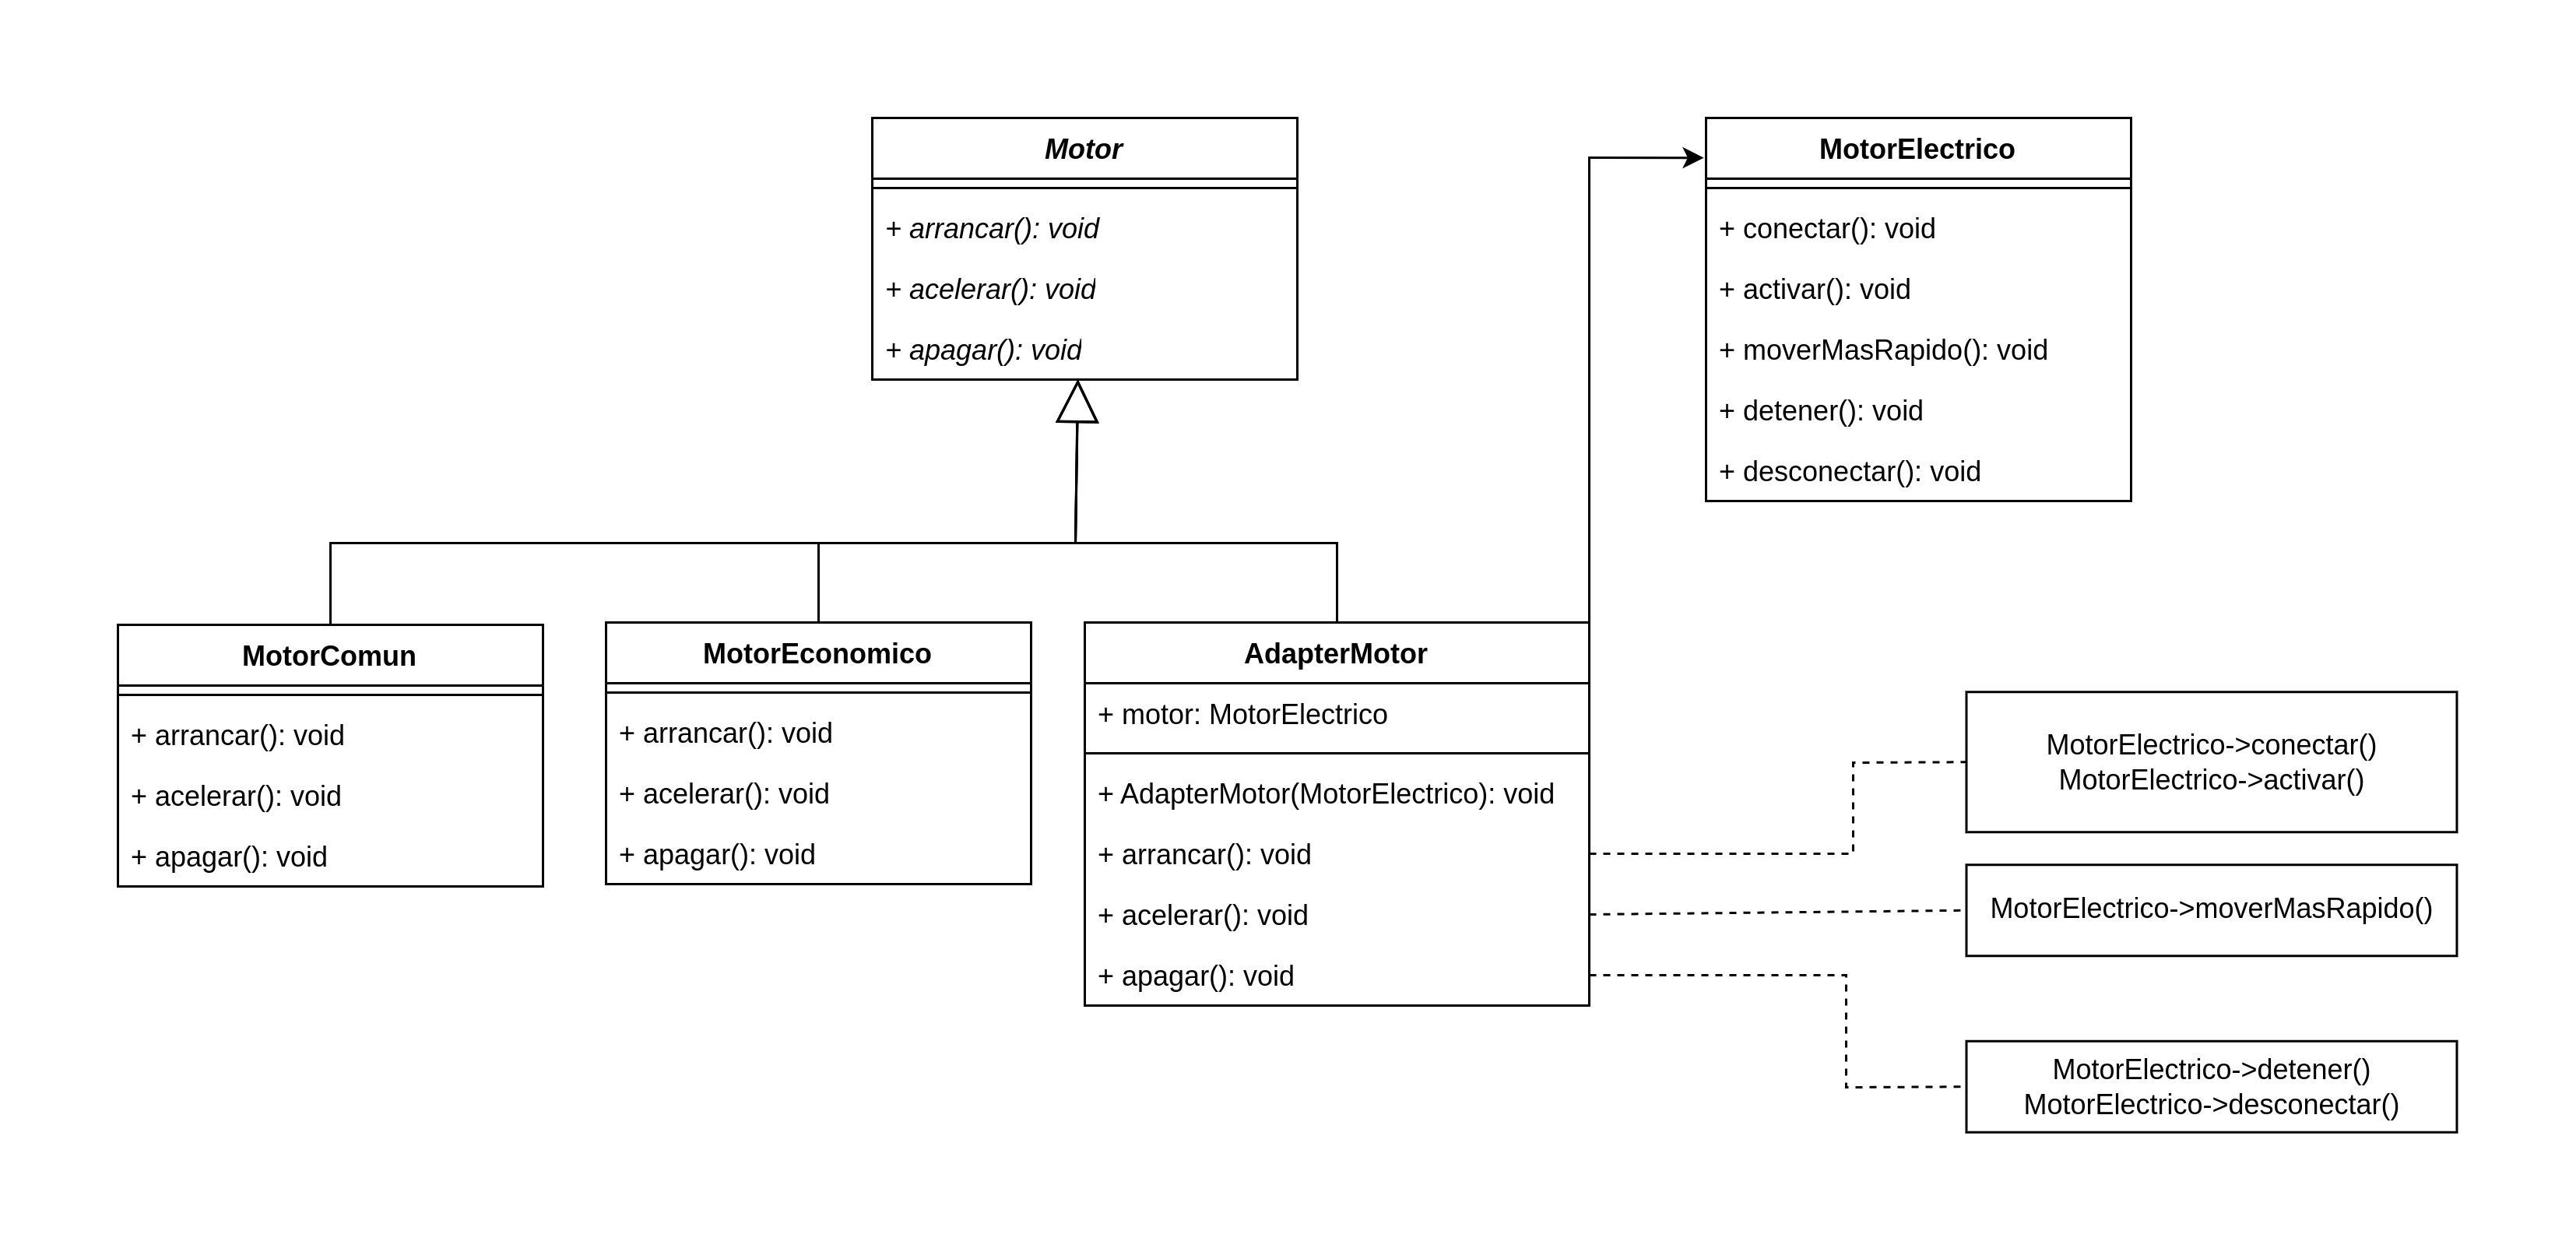 Motor
+ arrancar(): void
+ acelerar(): void
+ apagar(): void
MotorElectrico
+ conectar(): void
+ activar(): void
+ moverMasRapido(): void
+ detener(): void
+ desconectar(): void
MotorComun
+ arrancar(): void
+ acelerar(): void
+ apagar(): void
MotorEconomico
+ arrancar(): void
+ acelerar(): void
+ apagar(): void
AdapterMotor
+ motor: MotorElectrico
+ AdapterMotor(MotorElectrico): void
+ arrancar(): void
+ acelerar(): void
+ apagar(): void
MotorElectrico->conectar()
MotorElectrico->activar()
MotorElectrico->moverMasRapido()
MotorElectrico->detener()
MotorElectrico->desconectar()